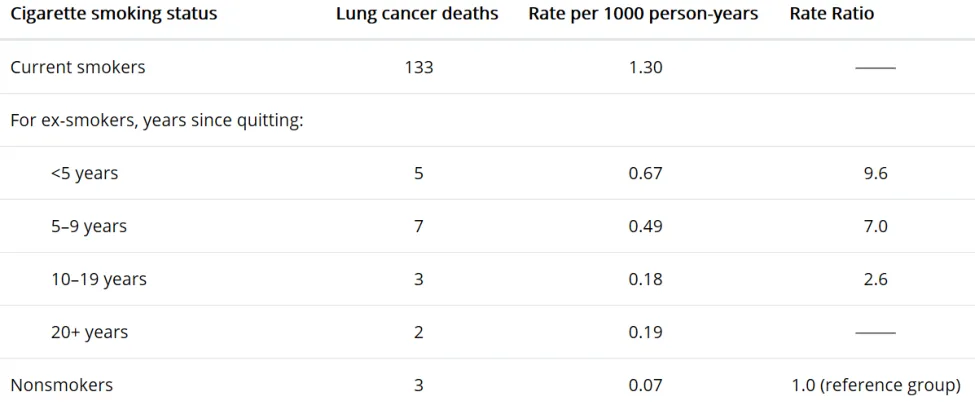 Cigarette smoking status Lung cancer deaths Rate per 1000 person-years Rate Ratio
Current smokers 133 1.30 ——
For ex-smokers, years since quitting:
<5 years 5 0.67 9.6
5–9 years 7 0.49 7.0
10–19 years 3 0.18 2.6
20+ years 2 0.19 ——
Nonsmokers 3 0.07 1.0 (reference group)